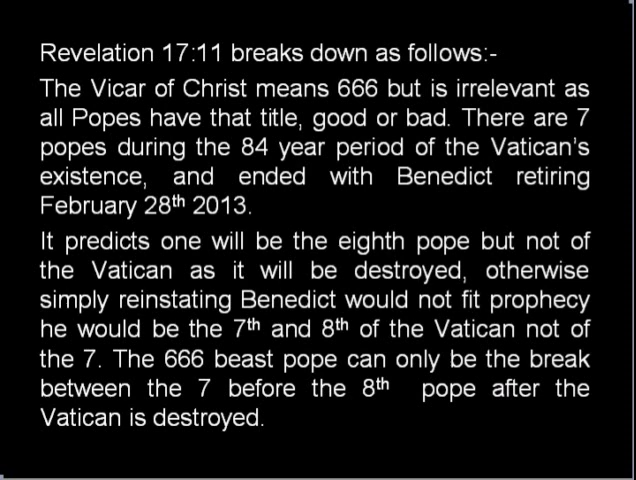 Revelation 17:11 breaks down as follows:-
The Vicar of Christ means 666 but is irrelevant as
all Popes have that title, good or bad. There are 7
popes during the 84 year period of the Vatican's
existence, and ended with Benedict retiring
February 28th 2013.
It predicts one will be the eighth pope but not of
the Vatican as it will be destroyed, otherwise
simply reinstating Benedict would not fit prophecy
he would be the 7th and 8th of the Vatican not of
the 7. The 666 beast pope can only be the break
between the 7 before the 8th pope after the
Vatican is destroyed.